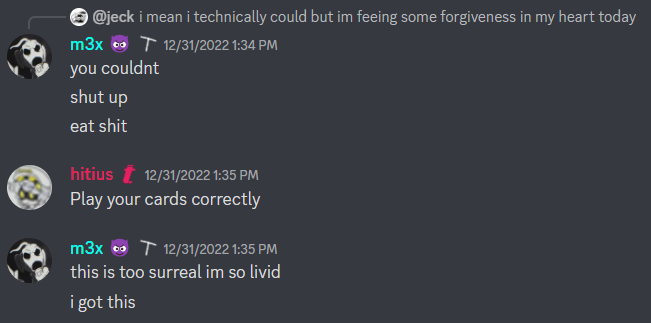 @jeck i mean i technically could but im feeing some forgiveness in my heart today
m3x 12/31/2022 1:34 PM
you couldnt
shut up
eat shit
hitius 12/31/2022 1:35 PM
Play your cards correctly
m3x 12/31/2022 1:35 PM
this is too surreal im so livid
i got this